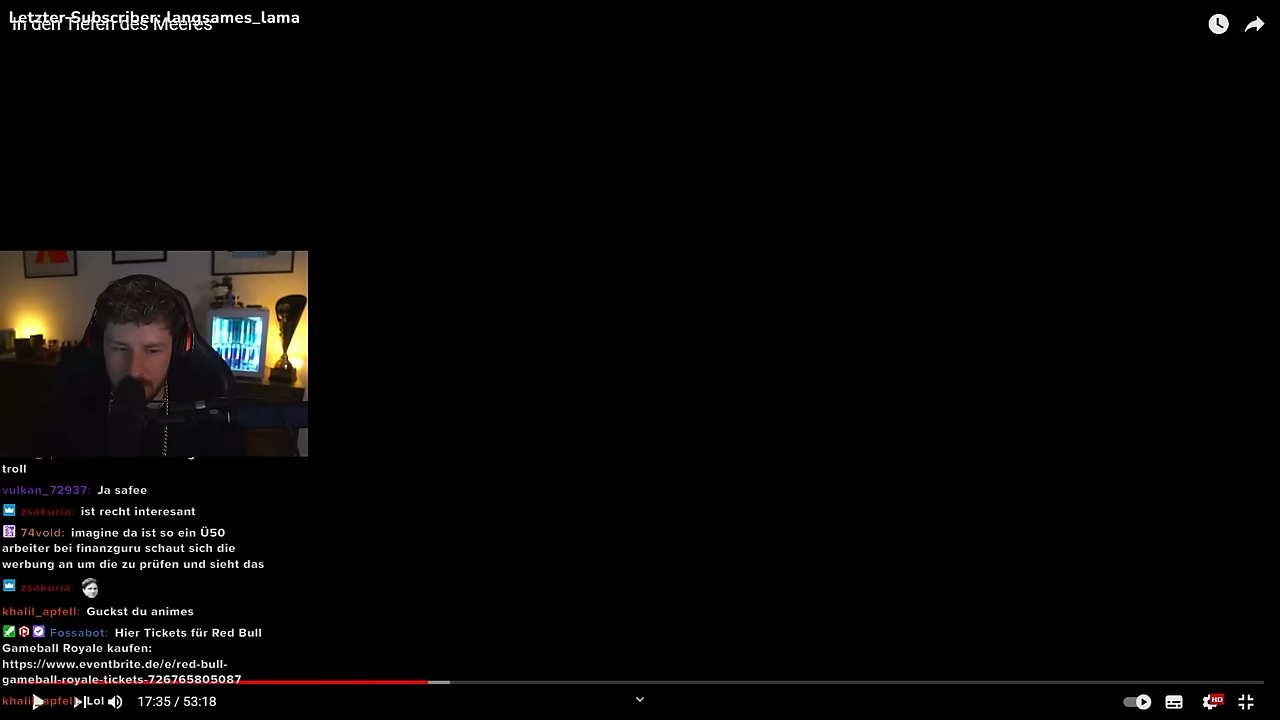 Letzter Subscriber: langsames_lama
In den Tiefen des Meeres
troll
vulkan_72937: Ja safee
zsakuria: ist recht interesant
74vold: imagine da ist so ein Ü50
arbeiter bei finanzguru schaut sich die
werbung an um die zu prüfen und sieht das
zsakuria:
khalil_apfell: Guckst du animes
Fossabot: Hier Tickets für Red Bull
Gameball Royale kaufen:
https://www.eventbrite.de/e/red-bull-
gameball-royale-tickets-726765805087
khalil_apfell: Lol
17:35 / 53:18
HD